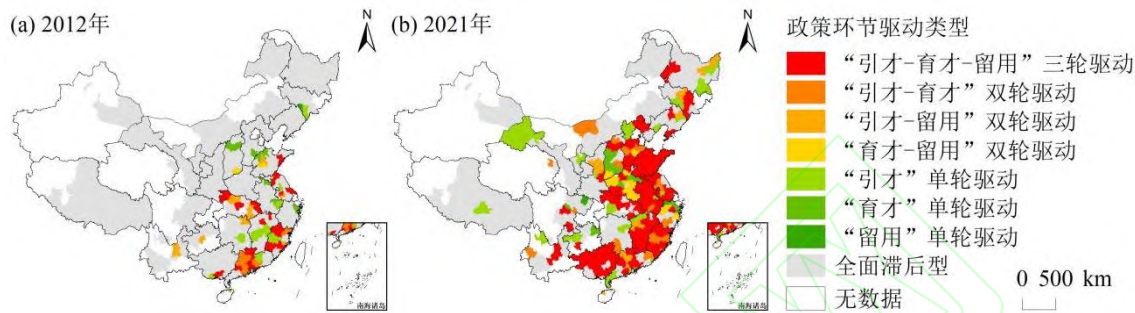 (a) 2012年
N
(b) 2021年
N
政策环节驱动类型
“引才-育才-留用”三轮驱动
“引才-育才”双轮驱动
“引才-留用”双轮驱动
“育才-留用”双轮驱动
“引才”单轮驱动
“育才”单轮驱动
“留用”单轮驱动
全面滞后型
无数据
0 500 km
南海诸岛
南海诸岛